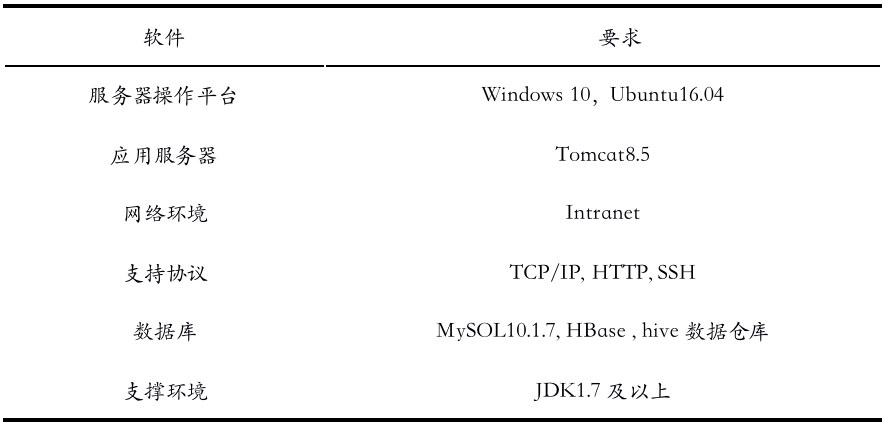 软件 要求
服务器操作平台 Windows 10，Ubuntu16.04
应用服务器 Tomcat8.5
网络环境 Intranet
支持协议 TCP/IP, HTTP, SSH
数据库 MySOL10.1.7, HBase , hive 数据仓库
支撑环境 JDK1.7 及以上